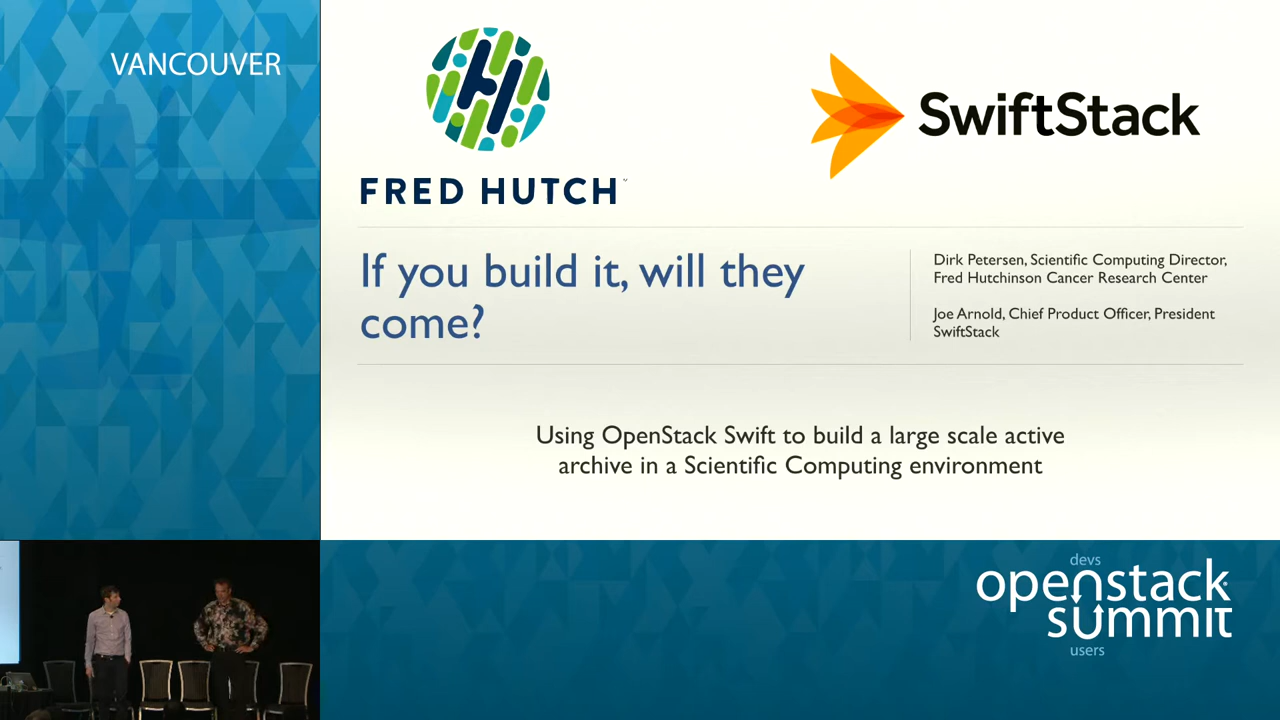 VANCOUVER
FRED HUTCH
SwiftStack
If you build it, will they
come?
Dirk Petersen, Scientific Computing Director,
Fred Hutchinson Cancer Research Center
Joe Arnold, Chief Product Officer, President
SwiftStack
Using OpenStack Swift to build a large scale active
archive in a Scientific Computing environment
devs
openstack
summit
users